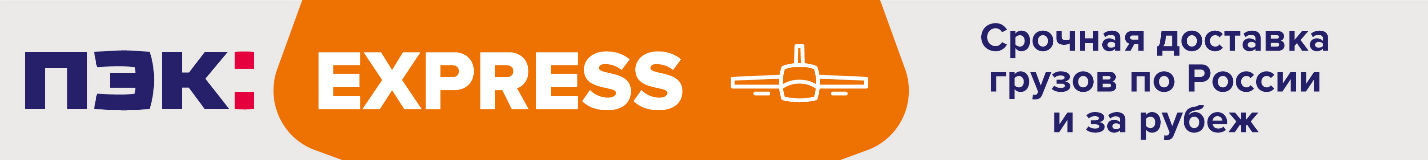 ПЭК: EXPRESS
Срочная доставка
грузов по России
и за рубеж